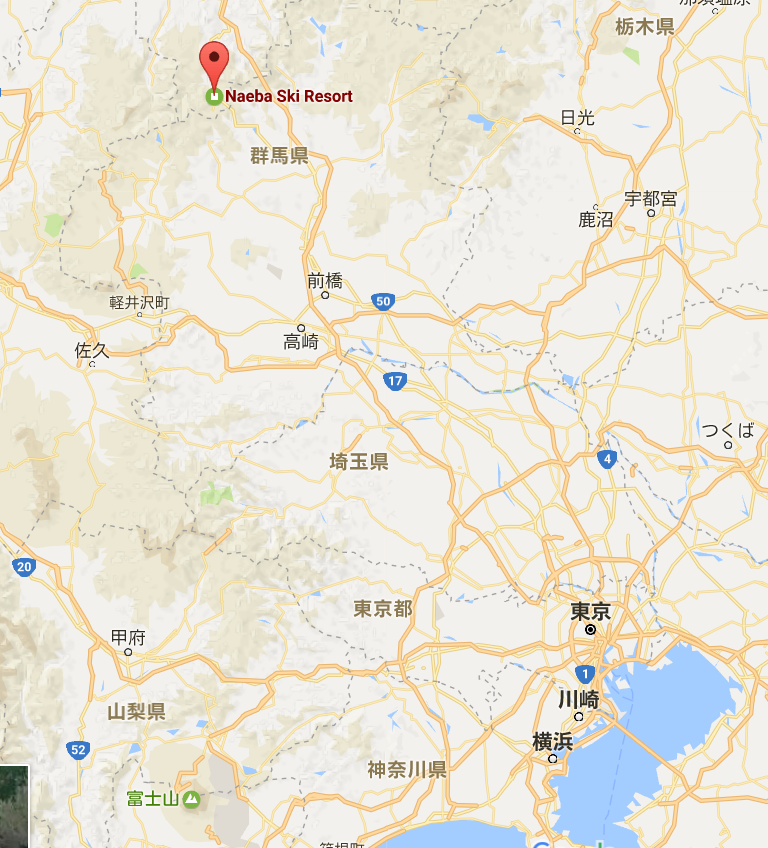 栃木県
Naeba Ski Resort
日光
群馬県
宇都宮
鹿沼
前橋
50
軽井沢町
高崎
佐久
17
つくば
埼玉県
4
20
東京都
東京
甲府
1
川崎
山梨県
横浜
52
神奈川県
富士山